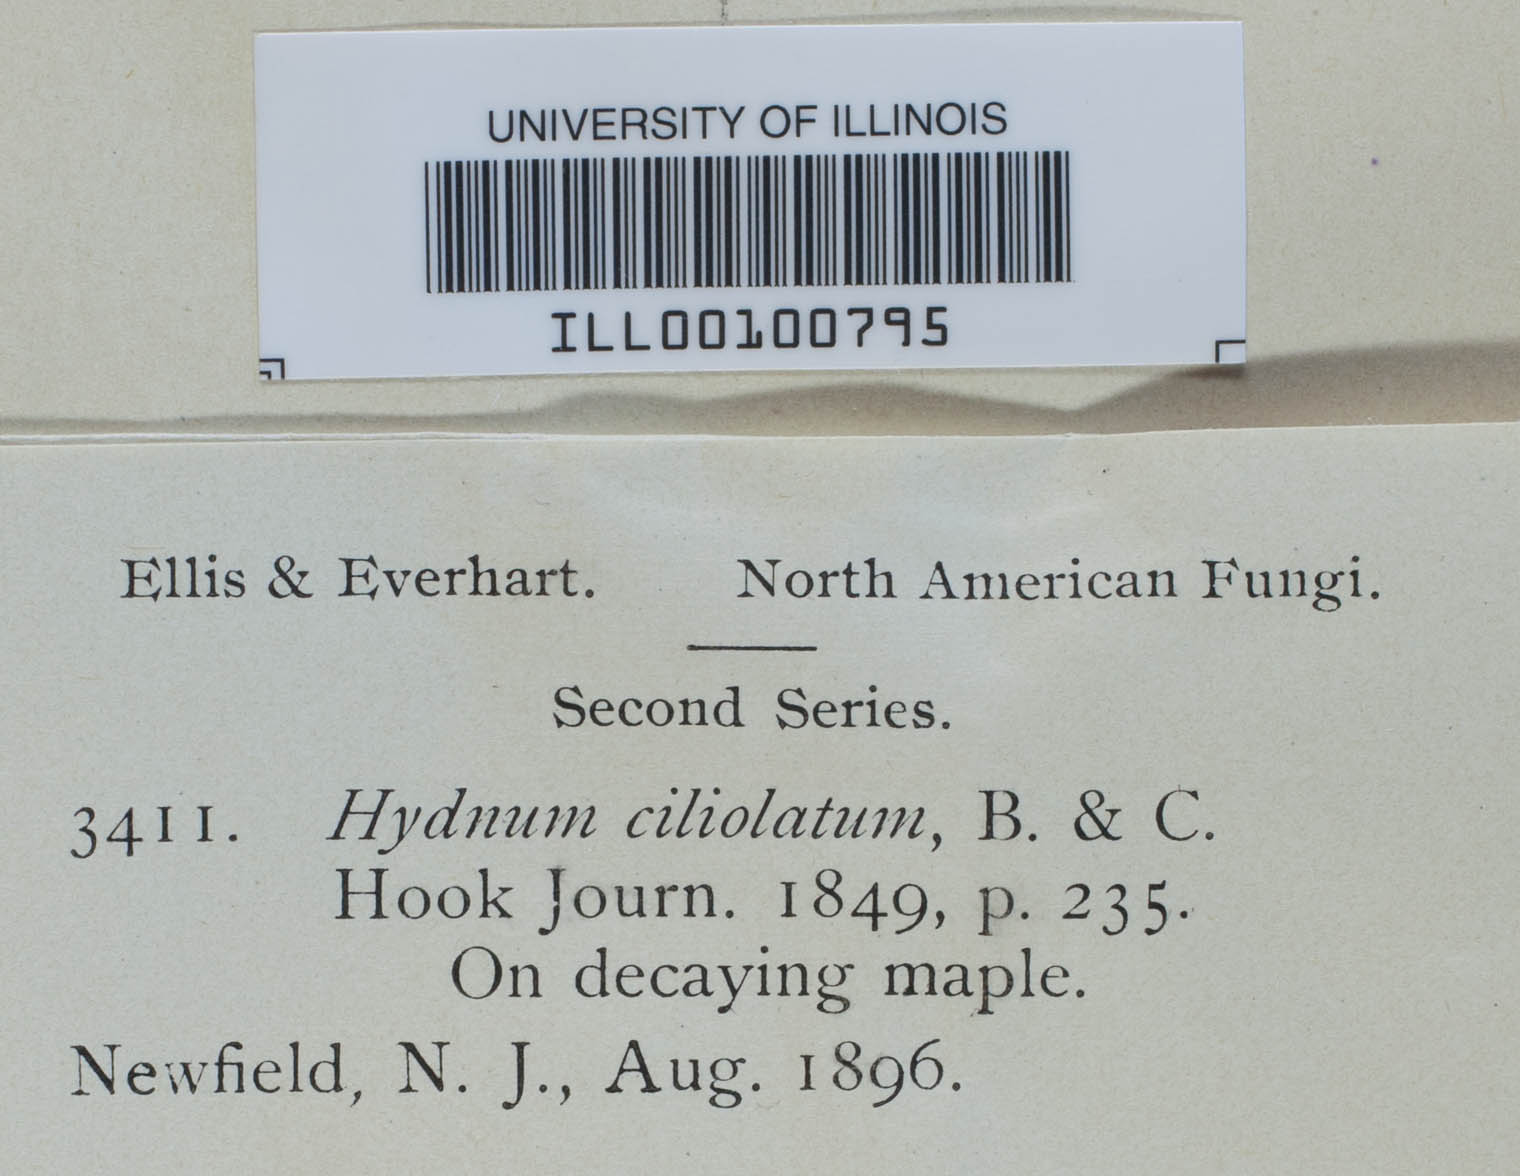 UNIVERSITY OF ILLINOIS
ILL00100795
Ellis & Everhart. North American Fungi.
Second Series.
3411. Hydnum ciliolatum, B. & C.
Hook Journ. 1849, p. 235.
On decaying maple.
Newfield, N. J., Aug. 1896.